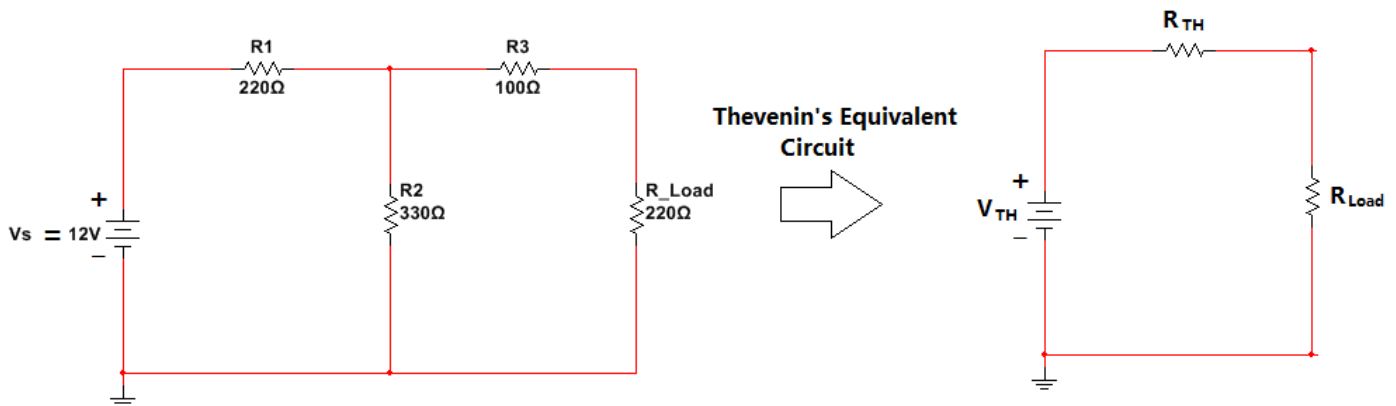 R1
220Ω
R3
100Ω
+
Vs = 12V
−
R2
330Ω
R_Load
220Ω
Thevenin's Equivalent
Circuit
R TH
+
V TH
−
R Load